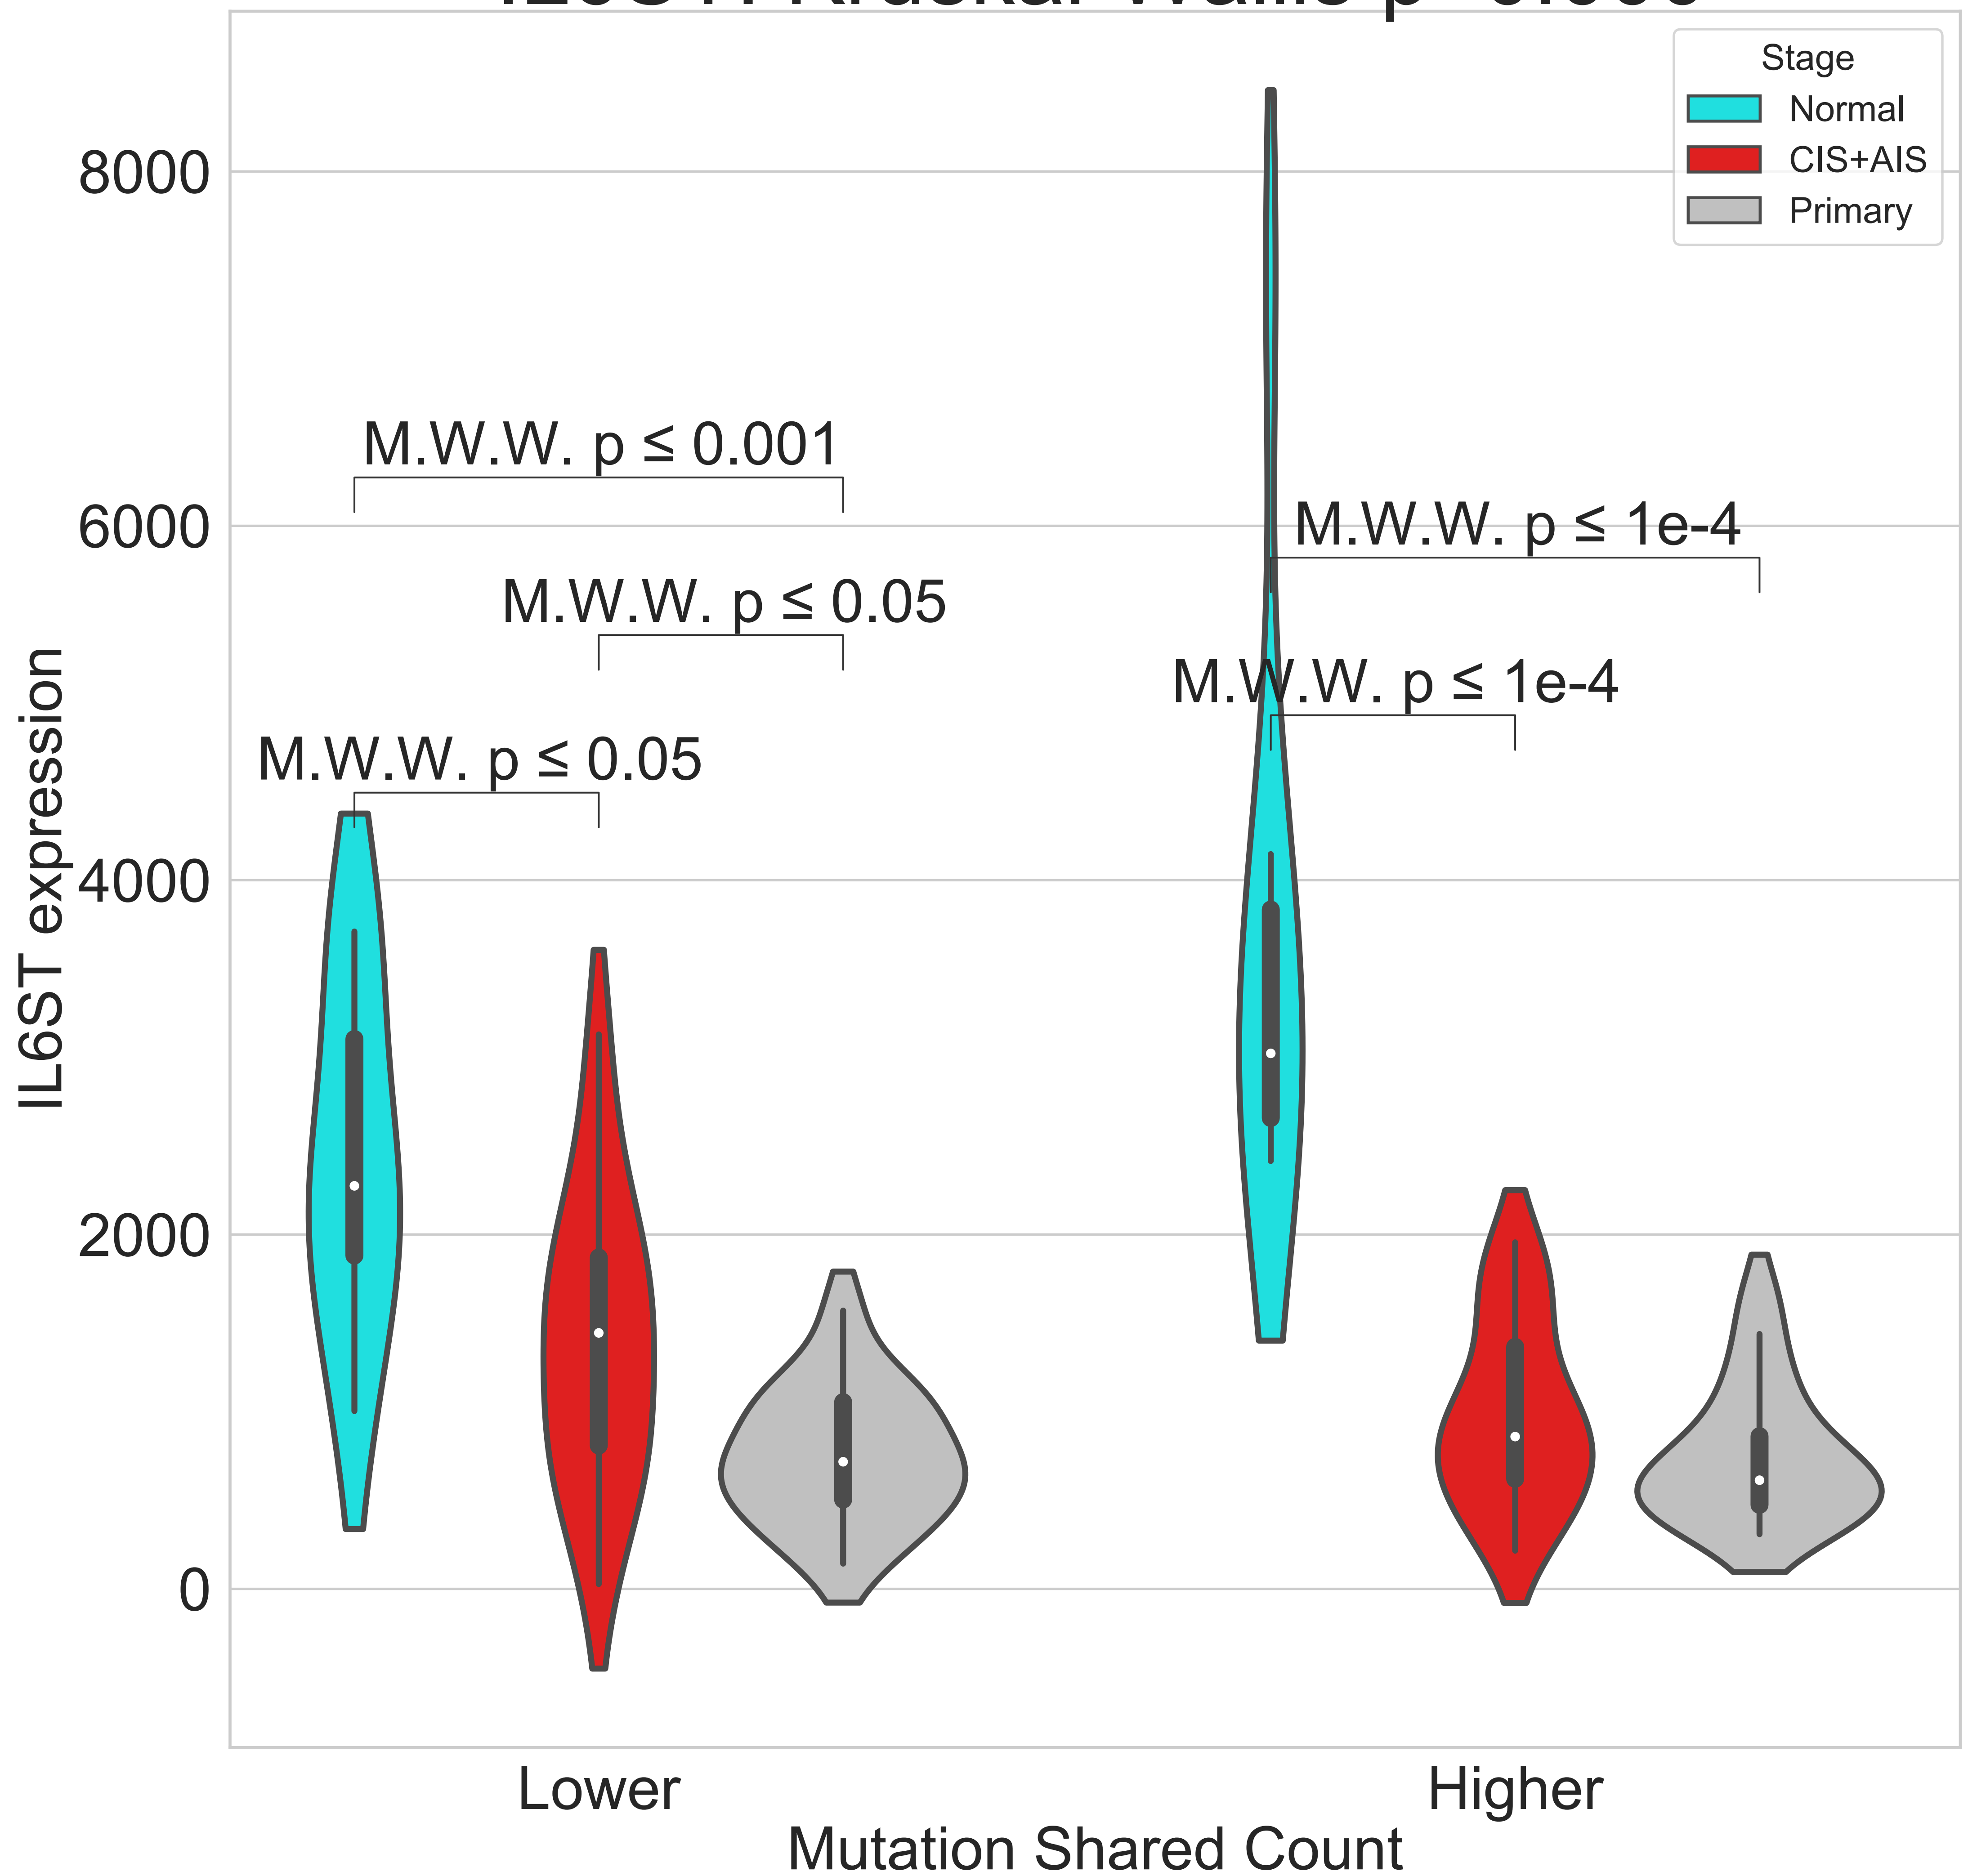 Stage
Normal
CIS+AIS
Primary
8000
6000
4000
2000
0
IL6ST expression
M.W.W. p ≤ 0.001
M.W.W. p ≤ 0.05
M.W.W. p ≤ 0.05
M.W.W. p ≤ 1e-4
M.W.W. p ≤ 1e-4
Lower
Higher
Mutation Shared Count